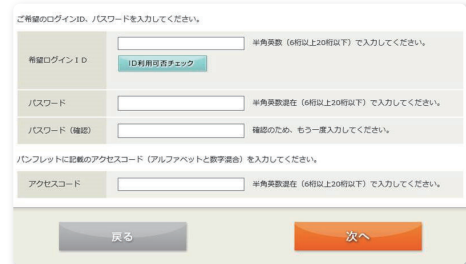 ご希望のログインID、パスワードを入力してください。
希望ログインＩＤ
半角英数（6桁以上20桁以下）で入力してください。
ID利用可否チェック
パスワード
半角英数混在（6桁以上20桁以下）で入力してください。
パスワード（確認）
確認のため、もう一度入力してください。
パンフレットに記載のアクセスコード（アルファベットと数字混合）を入力してください。
アクセスコード
半角英数混在（6桁以上20桁以下）で入力してください。
戻る
次へ